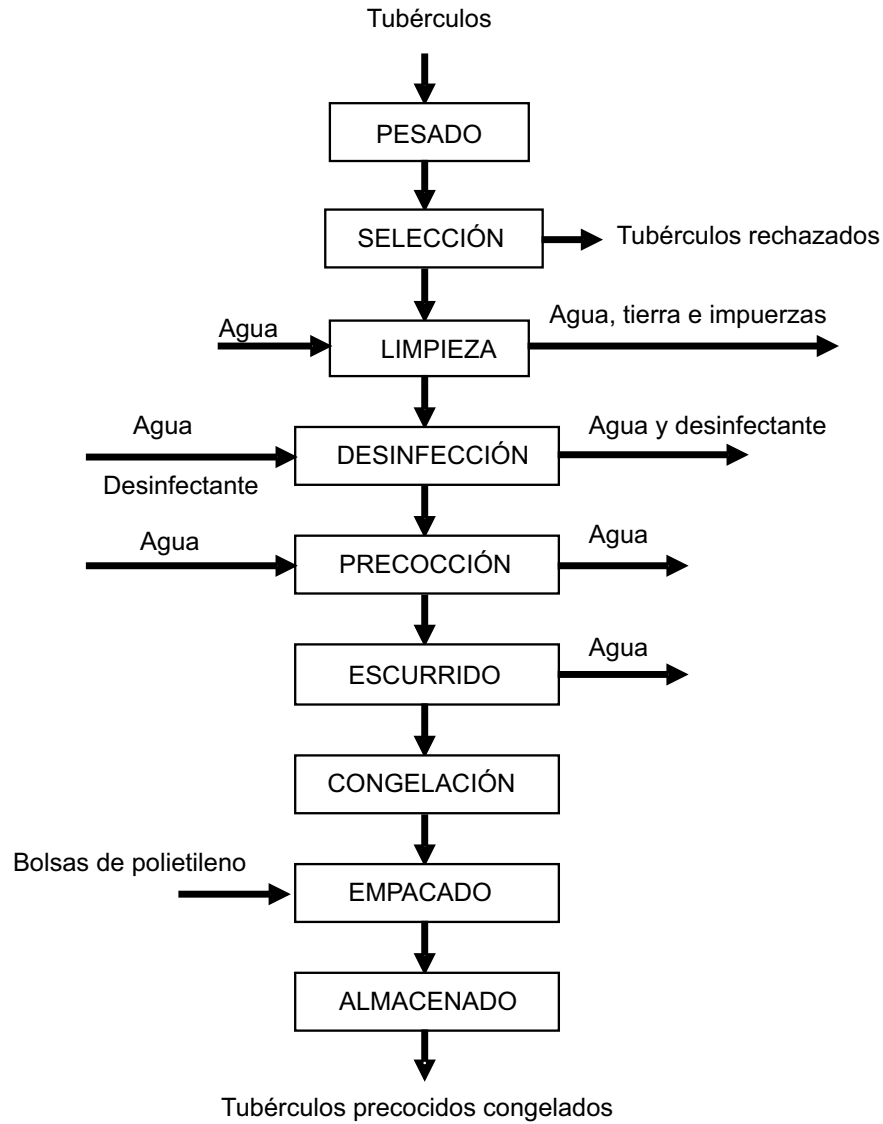 Tubérculos
PESADO
SELECCIÓN
Tubérculos rechazados
Agua
LIMPIEZA
Agua, tierra e impuerzas
Agua
Desinfectante
DESINFECCIÓN
Agua y desinfectante
Agua
PRECOCCIÓN
Agua
ESCURRIDO
Agua
CONGELACIÓN
Bolsas de polietileno
EMPACADO
ALMACENADO
Tubérculos precocidos congelados